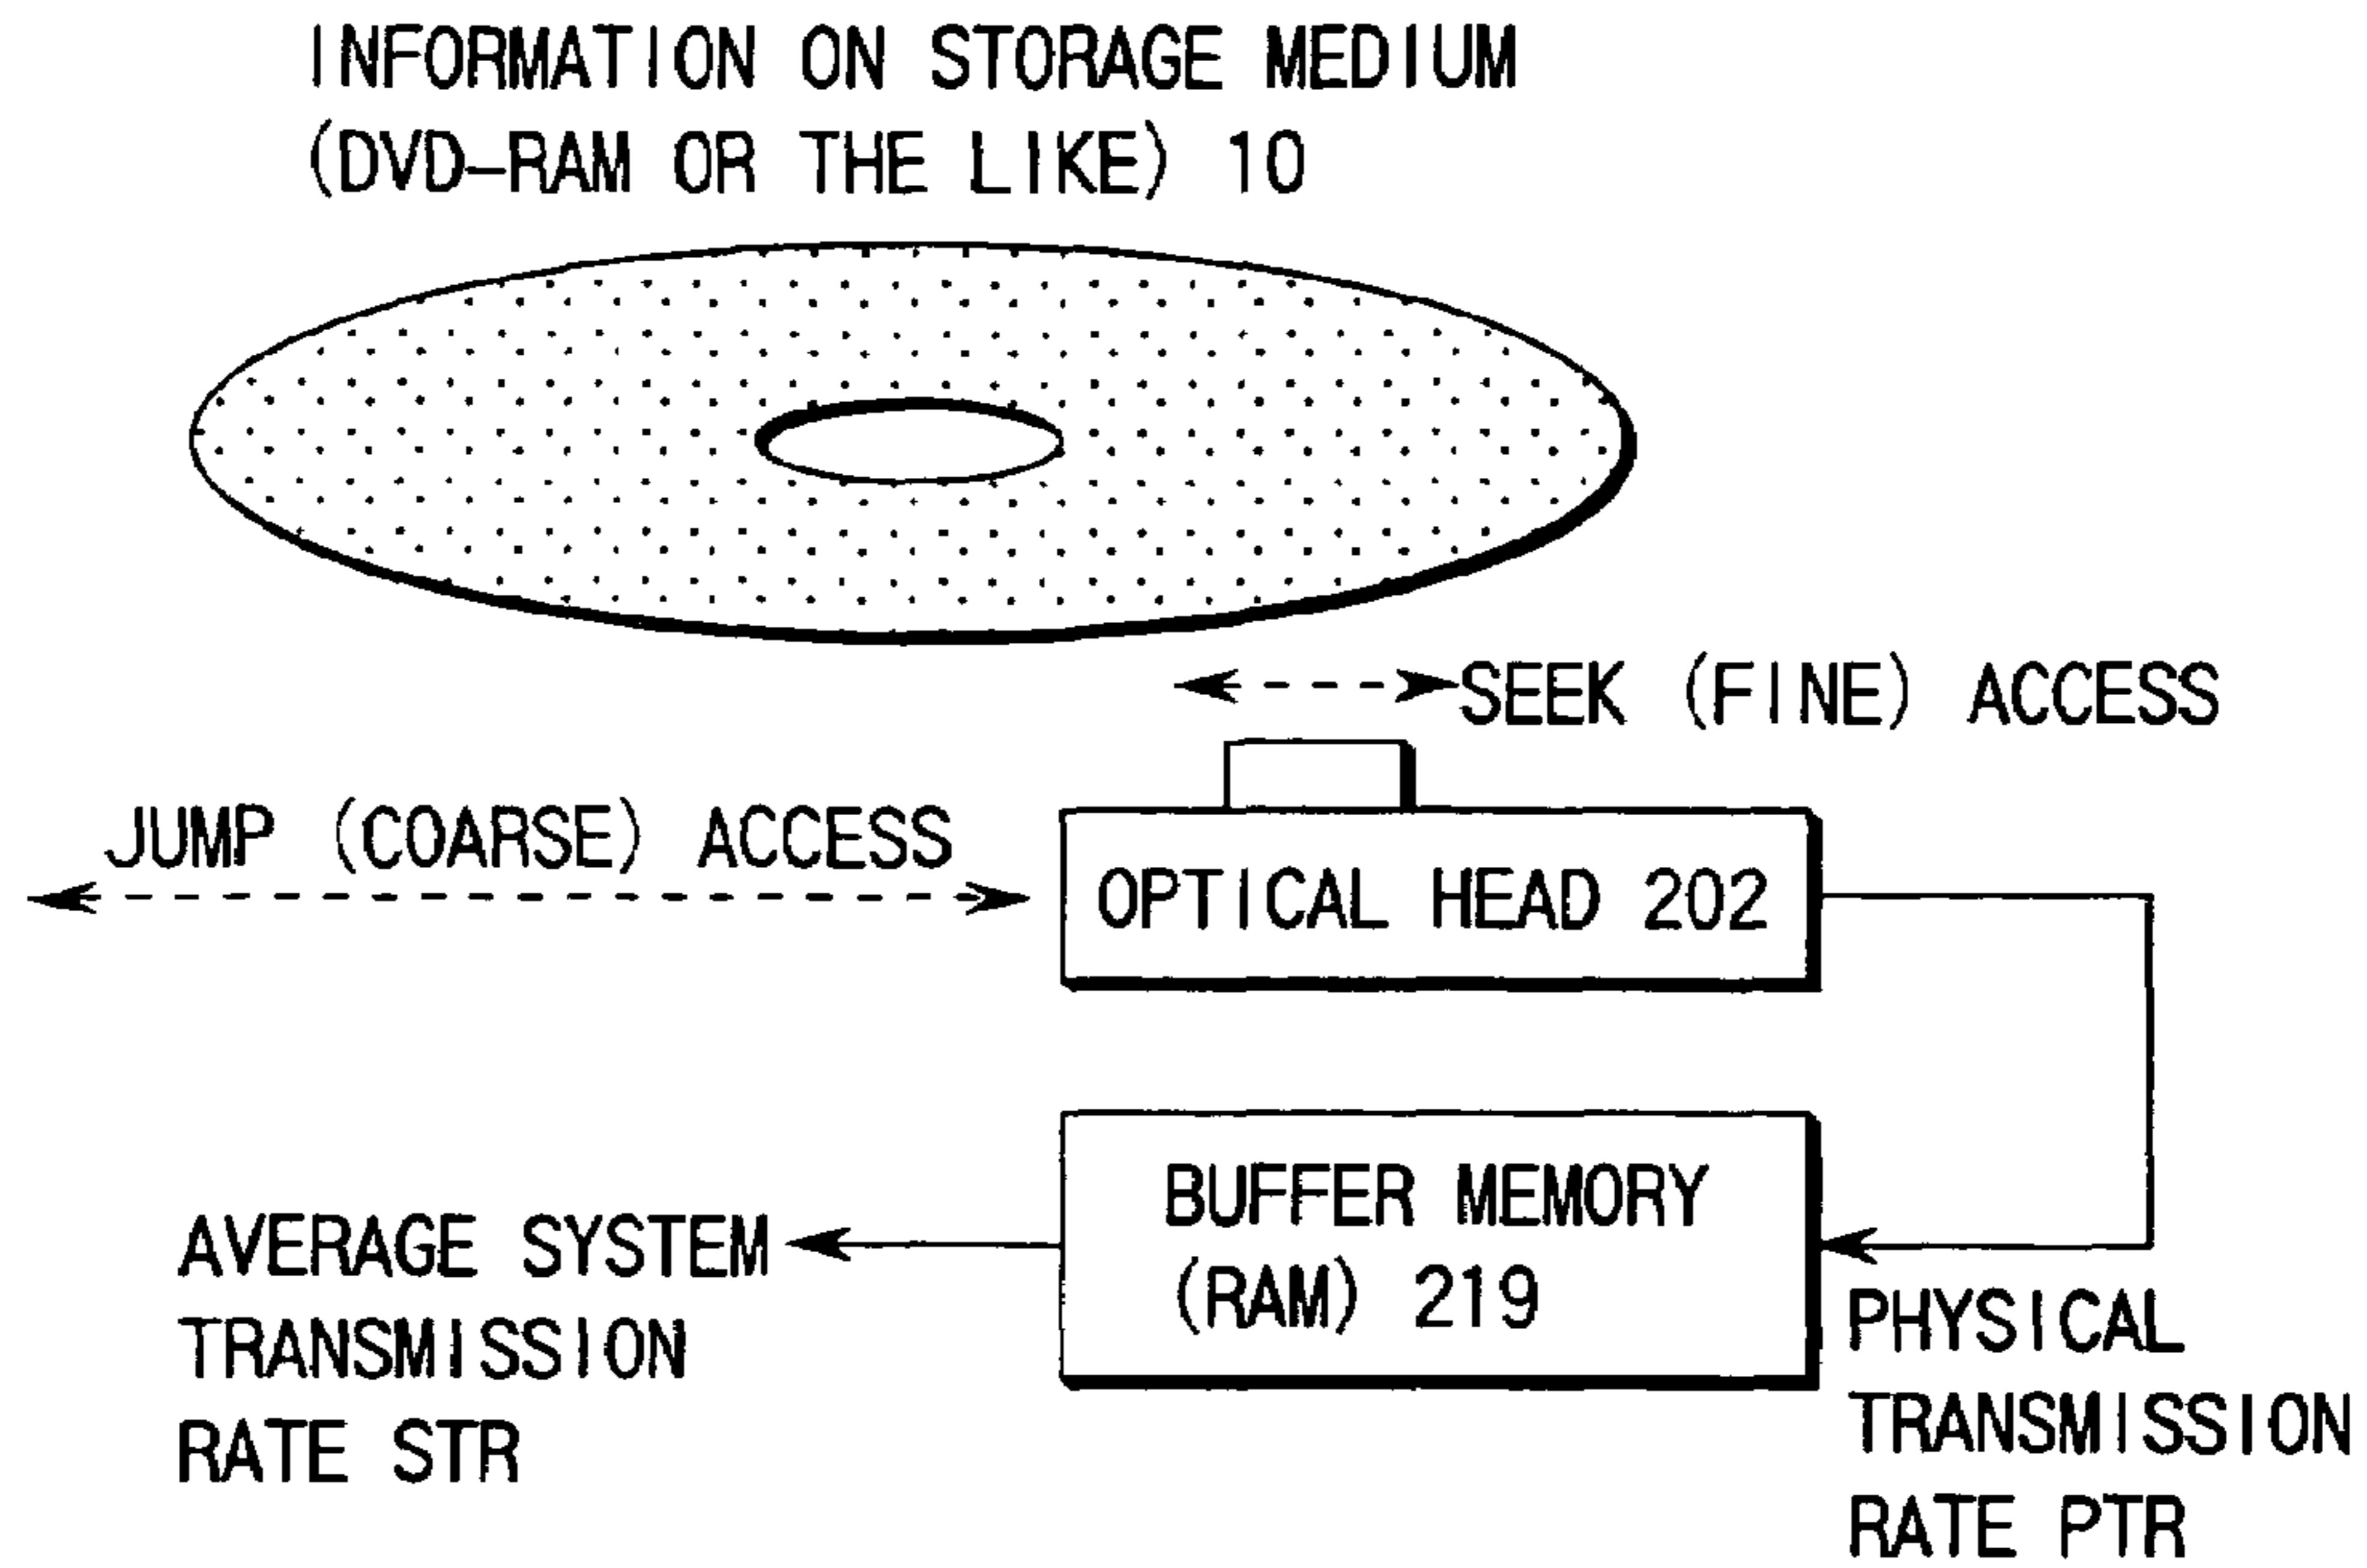 INFORMATION ON STORAGE MEDIUM
(DVD-RAM OR THE LIKE) 10
SEEK (FINE) ACCESS
JUMP (COARSE) ACCESS
OPTICAL HEAD 202
BUFFER MEMORY
(RAM) 219
AVERAGE SYSTEM
TRANSMISSION
RATE STR
PHYSICAL
TRANSMISSION
RATE PTR